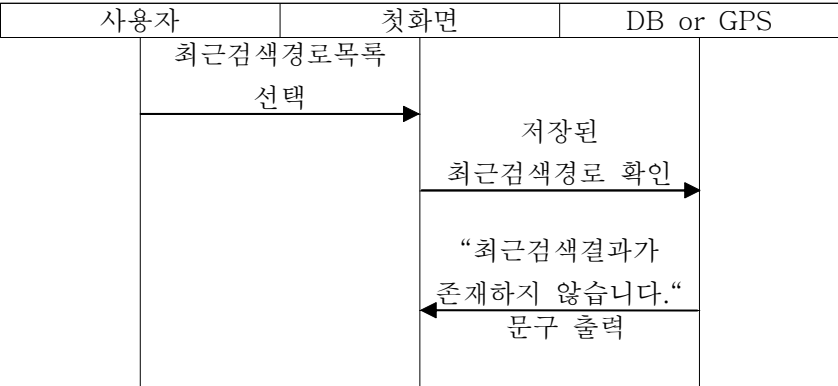 사용자 첫화면 DB or GPS
최근검색경로목록
선택
저장된
최근검색경로 확인
“최근검색결과가
존재하지 않습니다.“
문구 출력